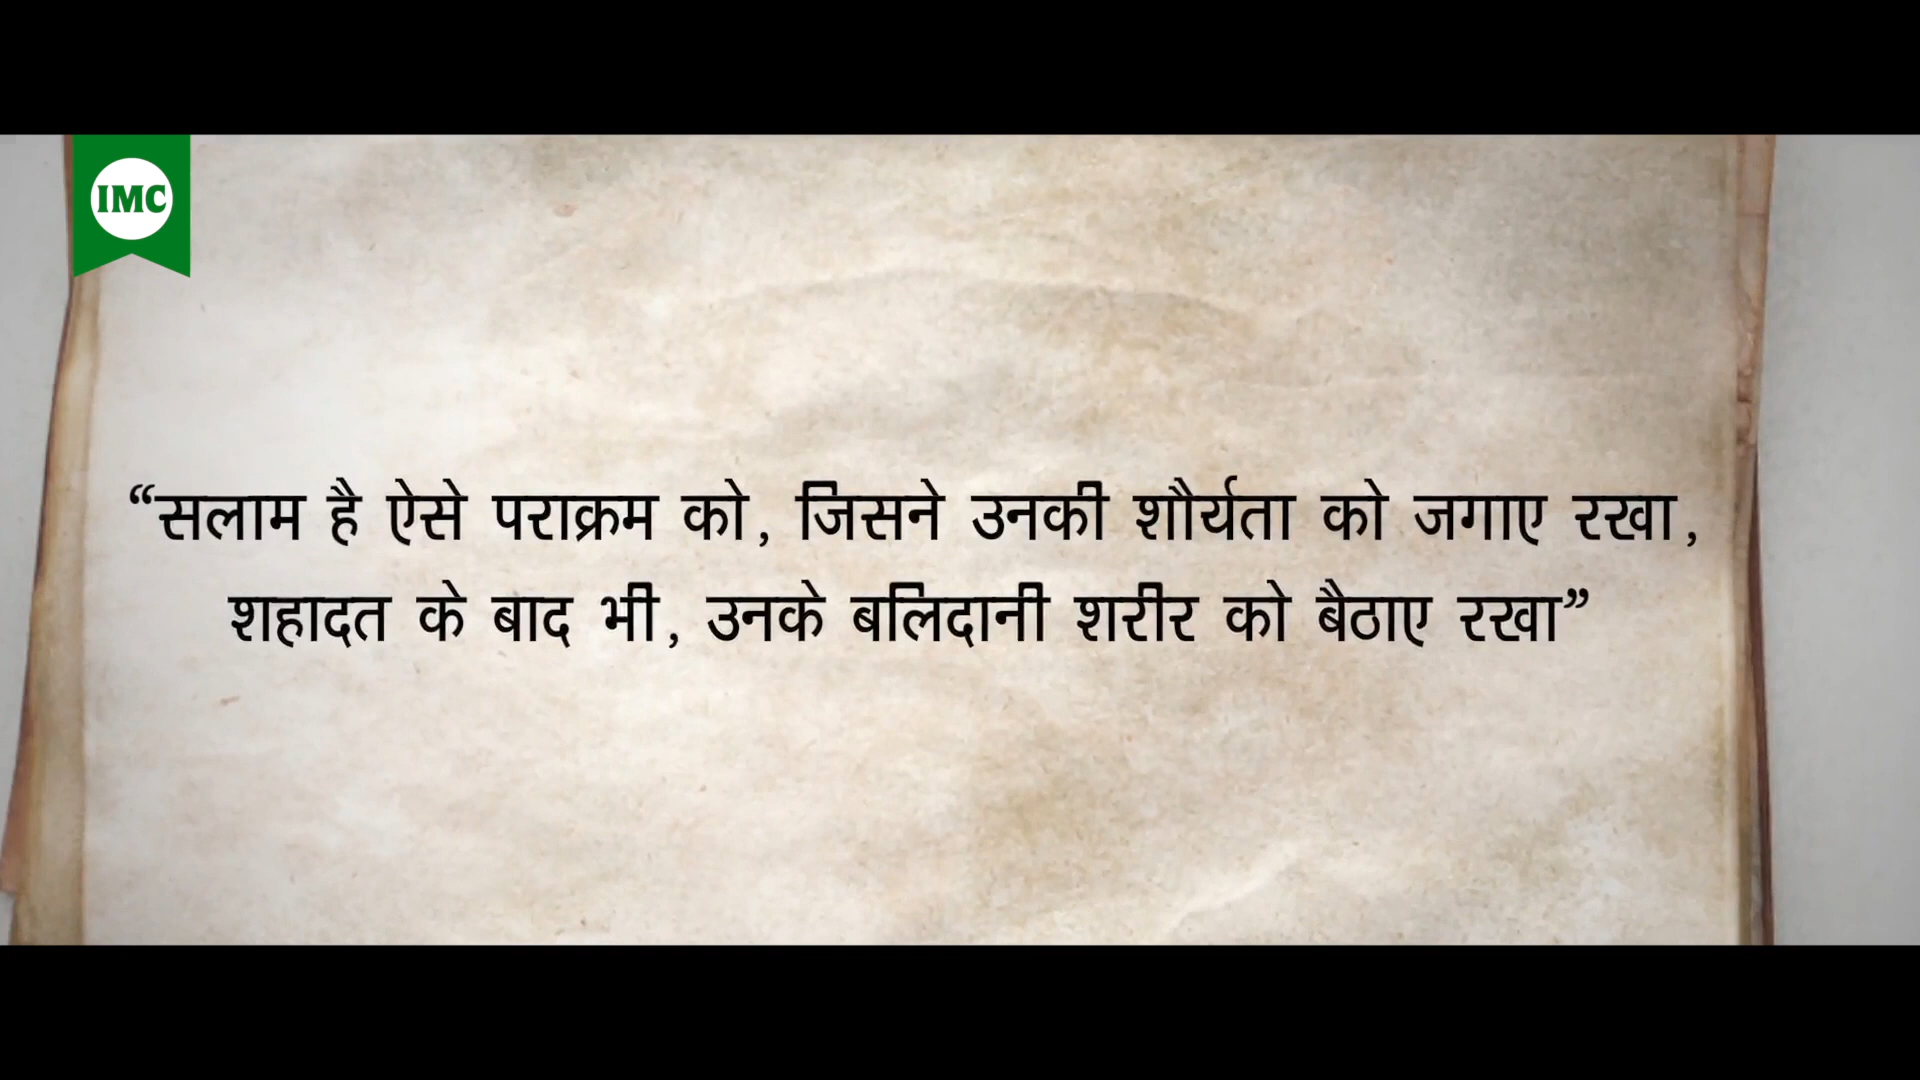 IMC
“सलाम है ऐसे पराक्रम को, जिसने उनकी शौर्यता को जगाए रखा,
शहादत के बाद भी, उनके बलिदानी शरीर को बैठाए रखा”